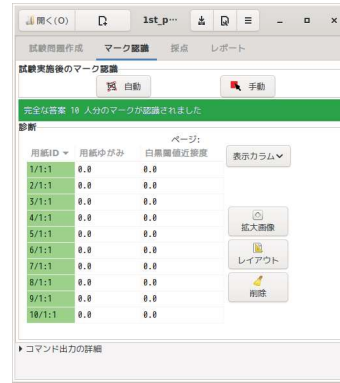 開く(O) 1st_p…
試験問題作成 マーク認識 採点 レポート
試験実施後のマーク認識
自動 手動
完全な答案 10 人分のマークが認識されました
診断
ページ:
用紙ID 用紙ゆがみ 白黒閾値近接度 表示カラム
1/1:1 0.0 0.0
2/1:1 0.0 0.0
3/1:1 0.0 0.0
4/1:1 0.0 0.0
拡大画像
5/1:1 0.0 0.0
6/1:1 0.0 0.0
レイアウト
7/1:1 0.0 0.0
8/1:1 0.0 0.0
削除
9/1:1 0.0 0.0
10/1:1 0.0 0.0
コマンド出力の詳細